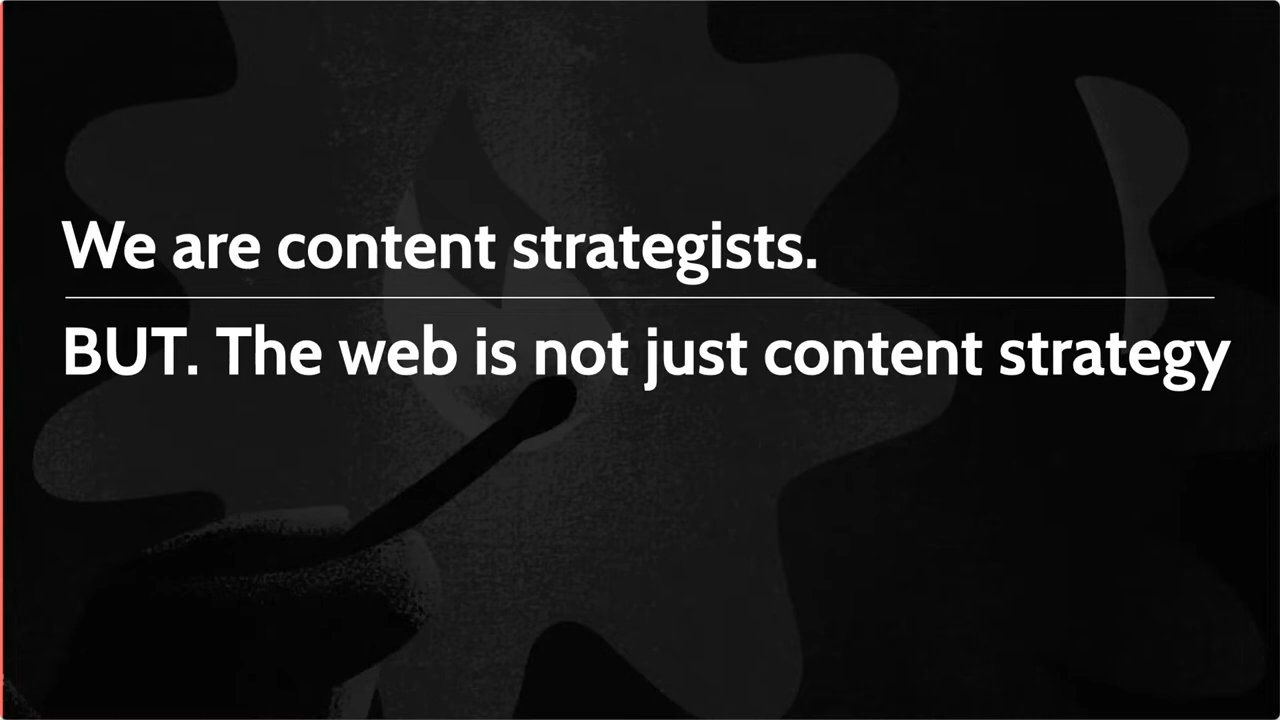 We are content strategists.
BUT. The web is not just content strategy